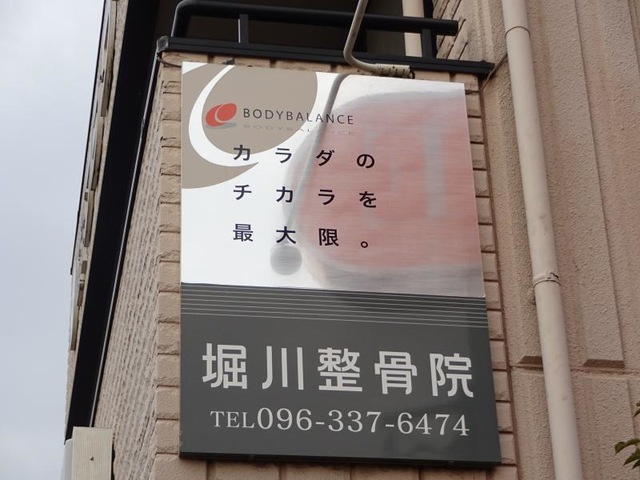 BODYBALANCE
カラダの
チカラを
最大限。
堀川整骨院
TEL096-337-6474